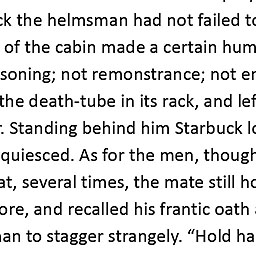 ck the helmsman had not failed to
of the cabin made a certain hum
soning; not remonstrance; not en
the death-tube in its rack, and lef
. Standing behind him Starbuck lo
quiesced. As for the men, though
at, several times, the mate still ho
ore, and recalled his frantic oath
an to stagger strangely. “Hold ha